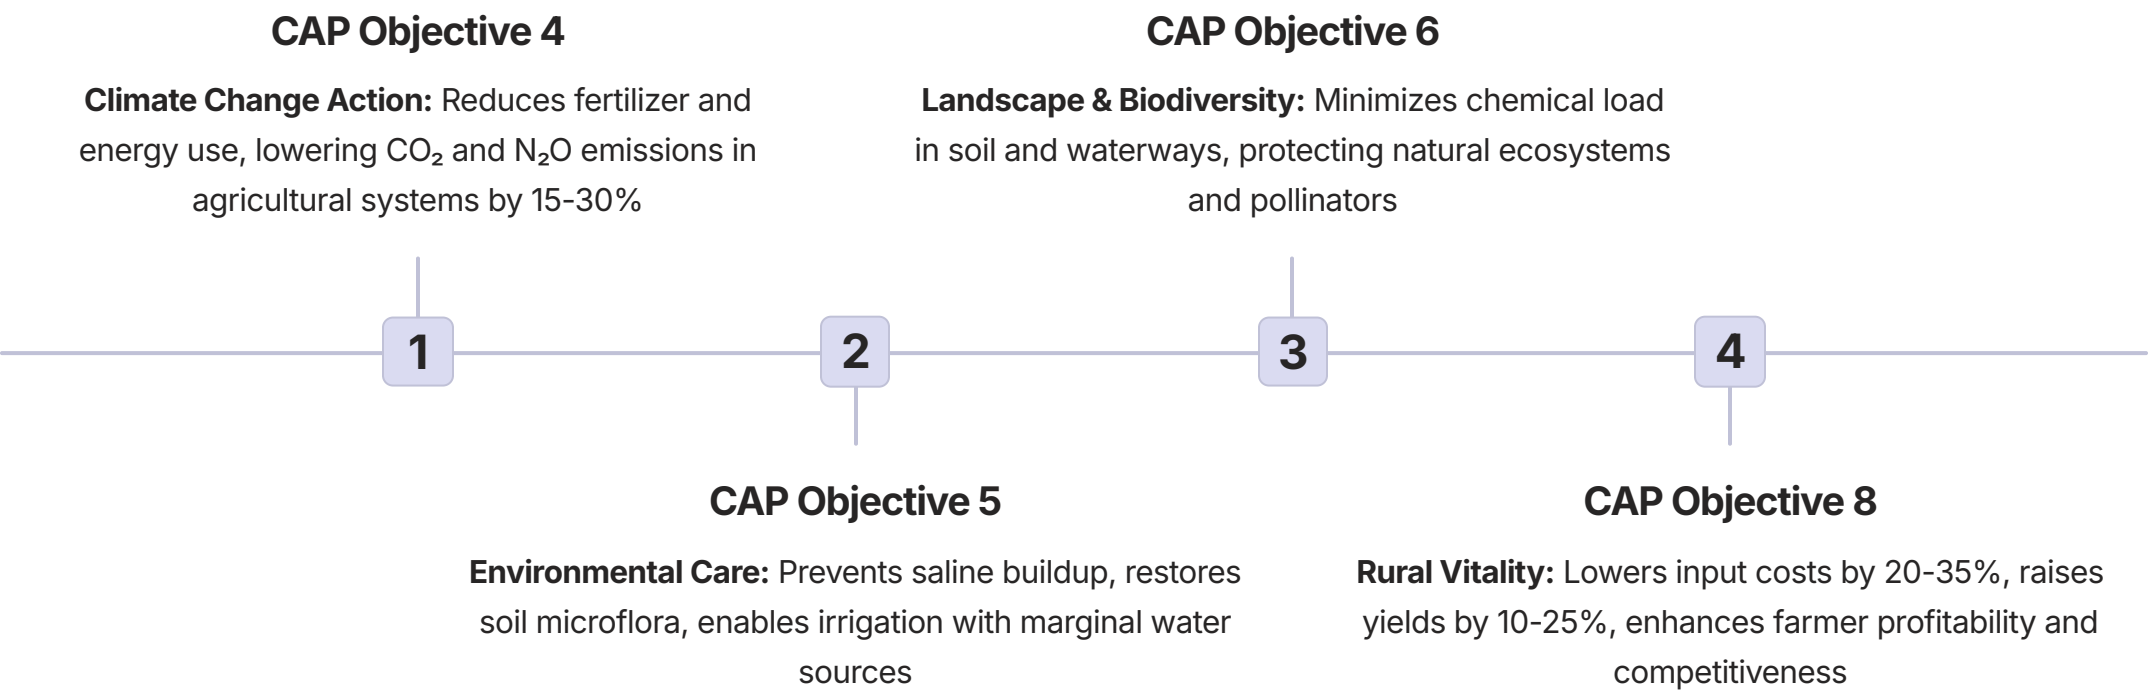 CAP Objective 4
Climate Change Action: Reduces fertilizer and
energy use, lowering CO₂ and N₂O emissions in
agricultural systems by 15-30%
CAP Objective 6
Landscape & Biodiversity: Minimizes chemical load
in soil and waterways, protecting natural ecosystems
and pollinators
1
2
3
4
CAP Objective 5
Environmental Care: Prevents saline buildup, restores
soil microflora, enables irrigation with marginal water
sources
CAP Objective 8
Rural Vitality: Lowers input costs by 20-35%, raises
yields by 10-25%, enhances farmer profitability and
competitiveness